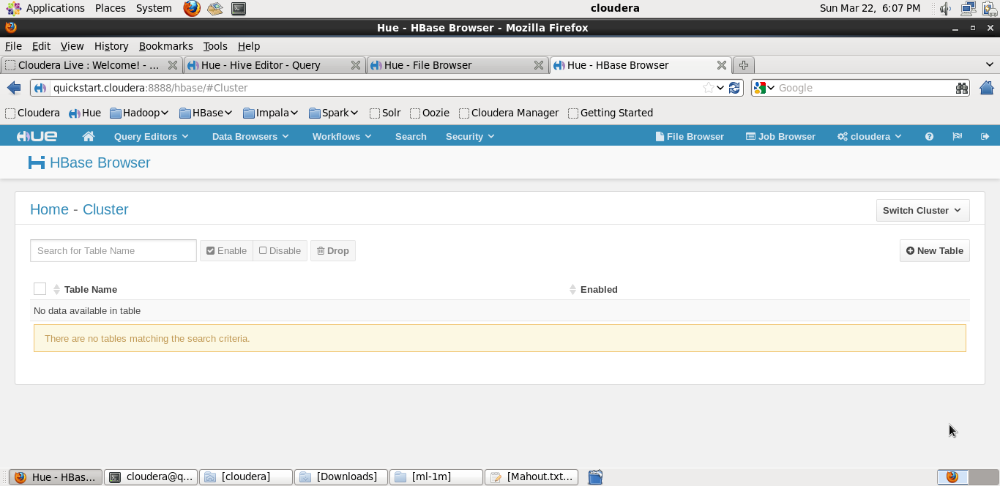 Applications Places System cloudera Sun Mar 22, 6:07 PM
Hue - HBase Browser - Mozilla Firefox
File Edit View History Bookmarks Tools Help
Cloudera Live : Welcome! - ... Hue - Hive Editor - Query Hue - File Browser Hue - HBase Browser
quickstart.cloudera:8888/hbase/#Cluster Google
Cloudera Hue Hadoop HBase Impala Spark Solr Oozie Cloudera Manager Getting Started
HUE Query Editors Data Browsers Workflows Search Security File Browser Job Browser cloudera
HBase Browser
Home - Cluster Switch Cluster
Search for Table Name Enable Disable Drop New Table
Table Name Enabled
No data available in table
There are no tables matching the search criteria.
Hue - HBas... cloudera@q... [cloudera] [Downloads] [ml-1m] [Mahout.txt...